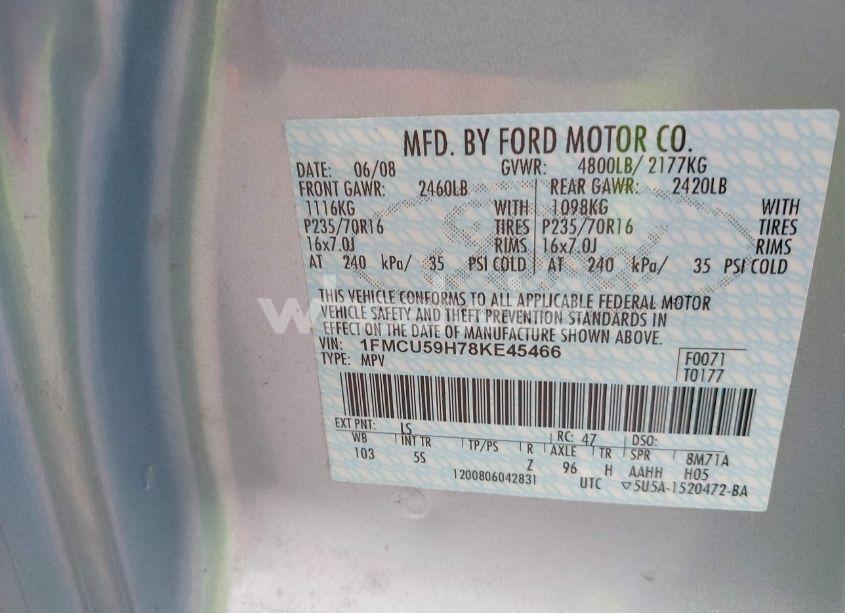 MFD. BY FORD MOTOR CO.
DATE: 06/08 GVWR: 4800LB/ 2177KG
FRONT GAWR: 2460LB REAR GAWR: 2420LB
1116KG WITH 1098KG WITH
P235/70R16 TIRES P235/70R16 TIRES
16x7.0J RIMS 16x7.0J RIMS
AT 240 kPa/ 35 PSI COLD AT 240 kPa/ 35 PSI COLD
THIS VEHICLE CONFORMS TO ALL APPLICABLE FEDERAL MOTOR
VEHICLE SAFETY AND THEFT PREVENTION STANDARDS IN
EFFECT ON THE DATE OF MANUFACTURE SHOWN ABOVE.
VIN: 1FMCU59H78KE45466 F0071
TYPE: MPV T0177
EXT PNT: LS RC: 47 DSO:
WB INT TR TP/PS R AXLE TR SPR 8M71A
103 5S Z 96 H AAHH H05
1200806042831 UTC ▽5U5A-1520472-BA